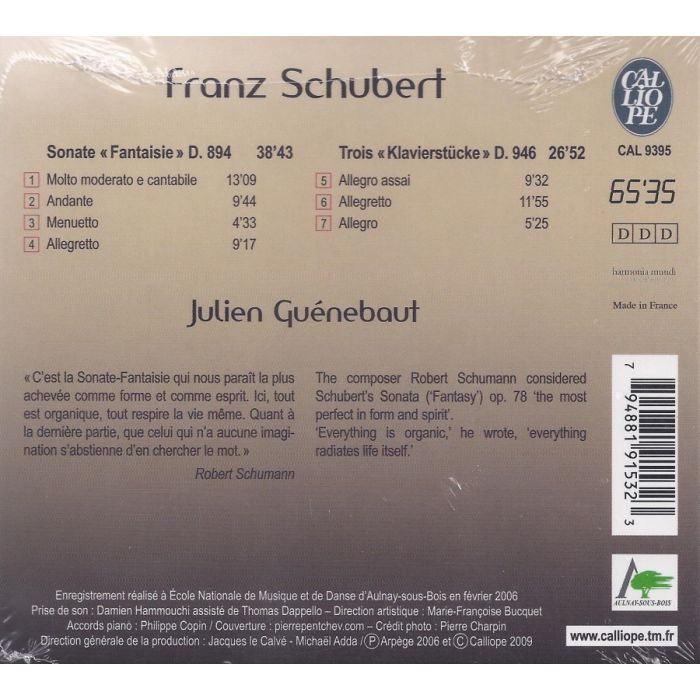 Franz Schubert
CALLIOPE
CAL 9395
65'35
D D D
harmonia mundi
Made in France
Sonate « Fantaisie » D. 894 38'43
1 Molto moderato e cantabile 13'09
2 Andante 9'44
3 Menuetto 4'33
4 Allegretto 9'17
Trois « Klavierstücke » D. 946 26'52
5 Allegro assai 9'32
6 Allegretto 11'55
7 Allegro 5'25
Julien Guénebaut
« C'est la Sonate-Fantaisie qui nous paraît la plus
achevée comme forme et comme esprit. Ici, tout
est organique, tout respire la vie même. Quant à
la dernière partie, que celui qui n'a aucune imagi-
nation s'abstienne d'en chercher le mot. »
Robert Schumann
The composer Robert Schumann considered
Schubert's Sonata ('Fantasy') op. 78 'the most
perfect in form and spirit'.
'Everything is organic,' he wrote, 'everything
radiates life itself.'
7 94881 91532 3
AULNAY-SOUS-BOIS
www.calliope.tm.fr
Enregistrement réalisé à École Nationale de Musique et de Danse d'Aulnay-sous-Bois en février 2006
Prise de son : Damien Hammouchi assisté de Thomas Dappello – Direction artistique : Marie-Françoise Bucquet
Accords piano : Philippe Copin / Couverture : pierrepentchev.com – Crédit photo : Pierre Charpin
Direction générale de la production : Jacques le Calvé - Michaël Adda / Ⓟ Arpège 2006 et © Calliope 2009